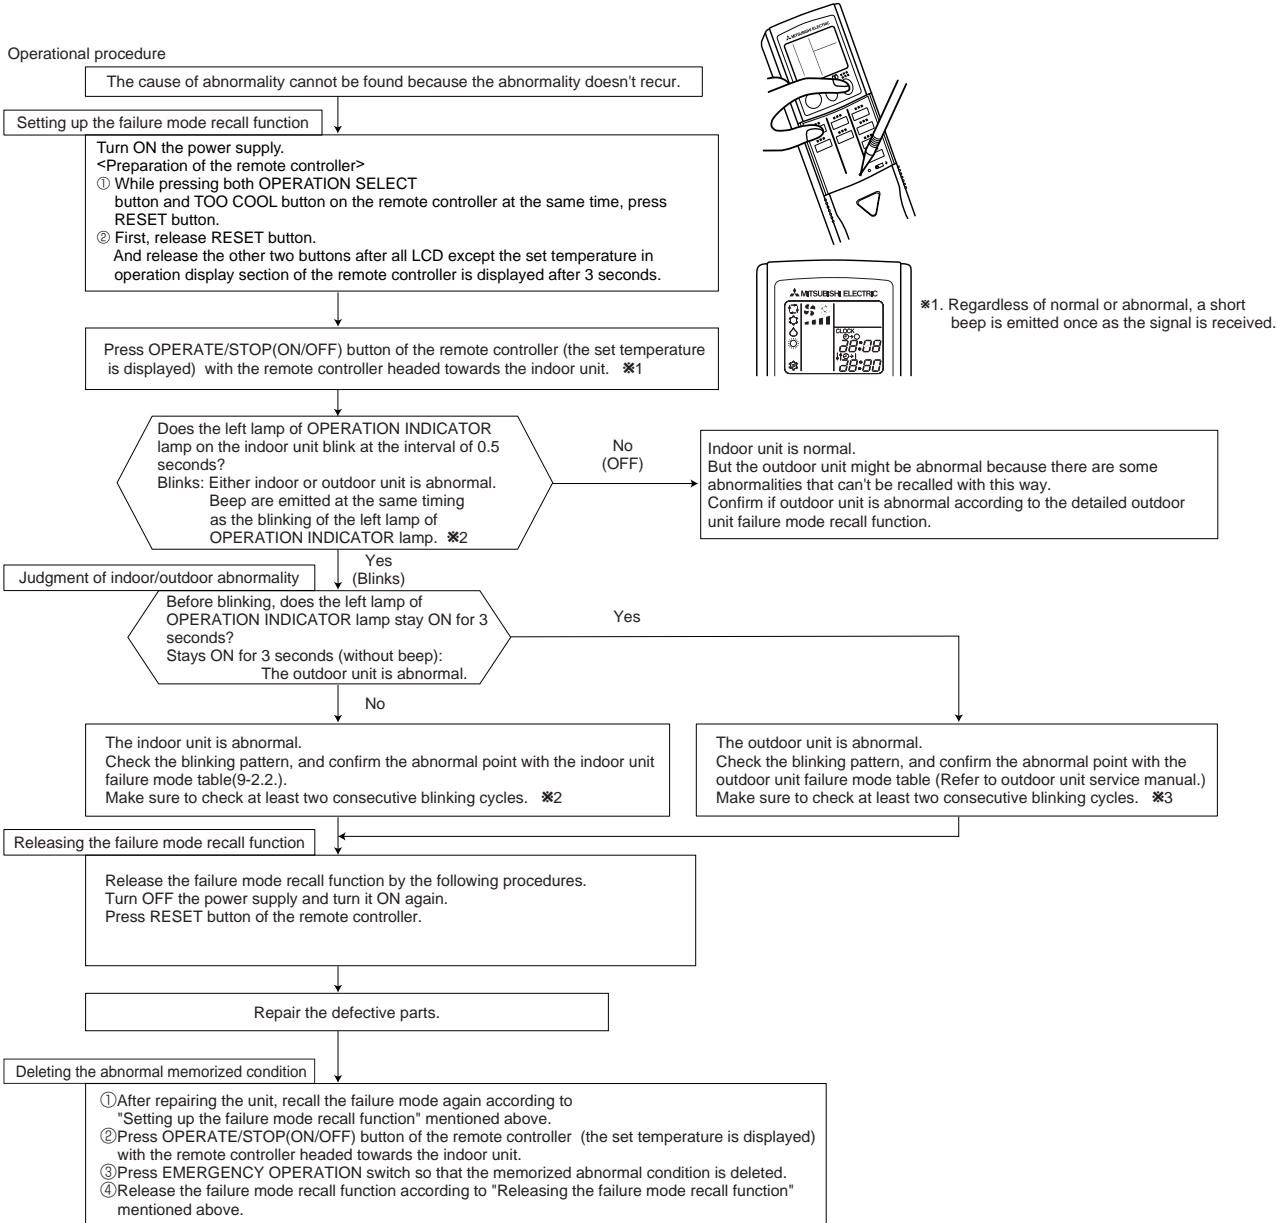 Operational procedure
The cause of abnormality cannot be found because the abnormality doesn't recur.
Setting up the failure mode recall function
Turn ON the power supply.
<Preparation of the remote controller>
① While pressing both OPERATION SELECT
button and TOO COOL button on the remote controller at the same time, press
RESET button.
② First, release RESET button.
And release the other two buttons after all LCD except the set temperature in
operation display section of the remote controller is displayed after 3 seconds.
MITSUBISHI ELECTRIC
MITSUBISHI ELECTRIC
CLOCK
88:08
88:80
※1. Regardless of normal or abnormal, a short
beep is emitted once as the signal is received.
Press OPERATE/STOP(ON/OFF) button of the remote controller (the set temperature
is displayed) with the remote controller headed towards the indoor unit. ※1
Does the left lamp of OPERATION INDICATOR
lamp on the indoor unit blink at the interval of 0.5
seconds?
Blinks: Either indoor or outdoor unit is abnormal.
Beep are emitted at the same timing
as the blinking of the left lamp of
OPERATION INDICATOR lamp. ※2
No
(OFF)
Indoor unit is normal.
But the outdoor unit might be abnormal because there are some
abnormalities that can't be recalled with this way.
Confirm if outdoor unit is abnormal according to the detailed outdoor
unit failure mode recall function.
Yes
(Blinks)
Judgment of indoor/outdoor abnormality
Before blinking, does the left lamp of
OPERATION INDICATOR lamp stay ON for 3
seconds?
Stays ON for 3 seconds (without beep):
The outdoor unit is abnormal.
Yes
No
The indoor unit is abnormal.
Check the blinking pattern, and confirm the abnormal point with the indoor unit
failure mode table(9-2.2.).
Make sure to check at least two consecutive blinking cycles. ※2
The outdoor unit is abnormal.
Check the blinking pattern, and confirm the abnormal point with the
outdoor unit failure mode table (Refer to outdoor unit service manual.)
Make sure to check at least two consecutive blinking cycles. ※3
Releasing the failure mode recall function
Release the failure mode recall function by the following procedures.
Turn OFF the power supply and turn it ON again.
Press RESET button of the remote controller.
Repair the defective parts.
Deleting the abnormal memorized condition
①After repairing the unit, recall the failure mode again according to
"Setting up the failure mode recall function" mentioned above.
②Press OPERATE/STOP(ON/OFF) button of the remote controller (the set temperature is displayed)
with the remote controller headed towards the indoor unit.
③Press EMERGENCY OPERATION switch so that the memorized abnormal condition is deleted.
④Release the failure mode recall function according to "Releasing the failure mode recall function"
mentioned above.